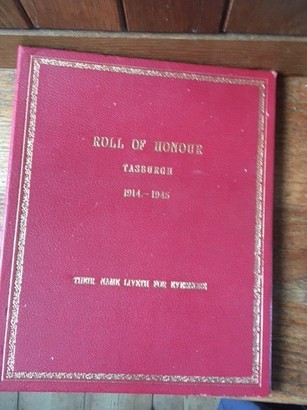 ROLL OF HONOUR
TASBURGH
1914 – 1945
THEIR NAME LIVETH FOR EVERMORE